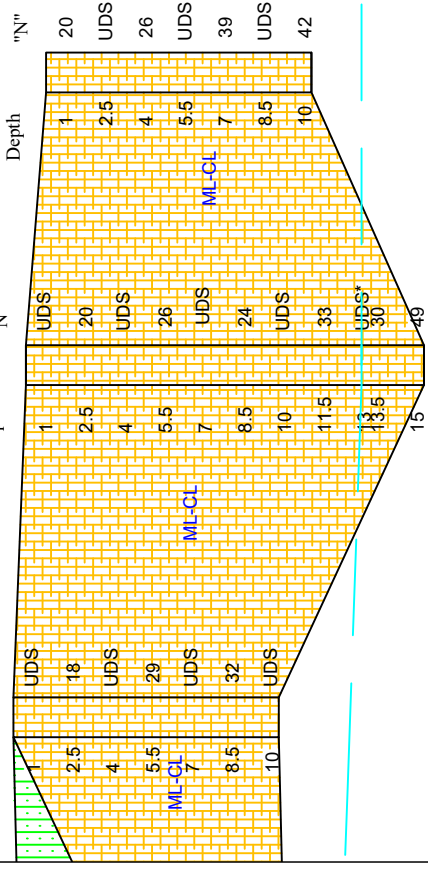 1 UDS
2.5 18
4 UDS
5.5 29
ML-CL
7 UDS
8.5 32
10 UDS
N
1 UDS
2.5 20
4 UDS
5.5 26
ML-CL
7 UDS
8.5 24
10 UDS
11.5 33
13 UDS*
13.5 30
15 49
Depth "N"
1 20
2.5 UDS
4 26
5.5 UDS
ML-CL
7 39
8.5 UDS
10 42